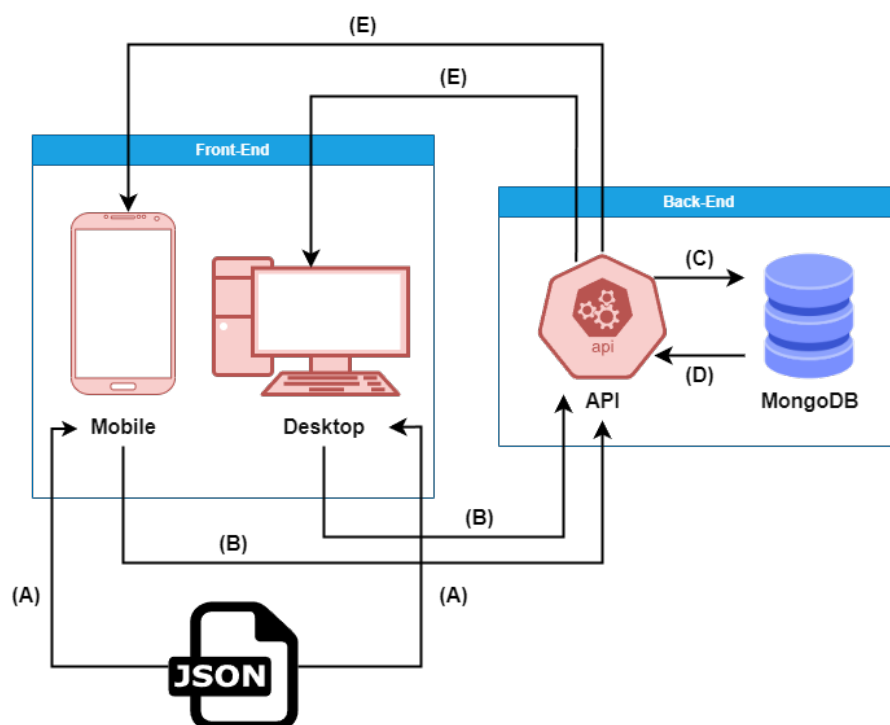 (E)
(E)
Front-End
Back-End
(C)
api
(D)
Mobile
Desktop
API
MongoDB
(B)
(B)
(A)
(A)
JSON